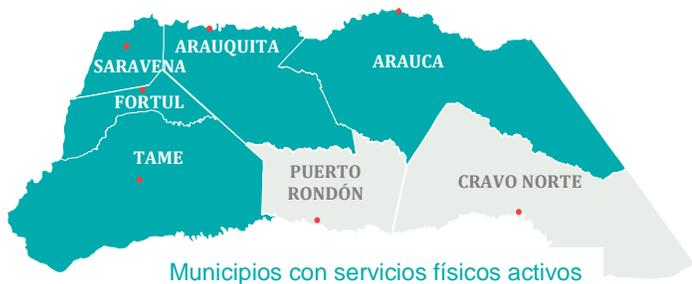 ARAUQUITA
ARAUCA
SARAVENA
FORTUL
TAME
PUERTO
RONDÓN
CRAVO NORTE
Municipios con servicios físicos activos